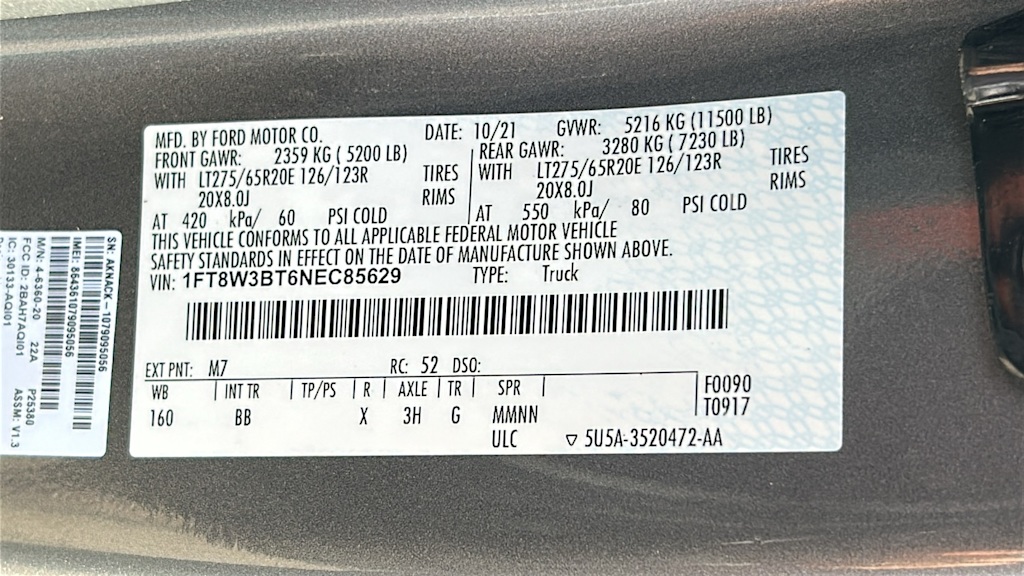 MFD. BY FORD MOTOR CO. DATE: 10/21 GVWR: 5216 KG (11500 LB)
FRONT GAWR: 2359 KG ( 5200 LB) REAR GAWR: 3280 KG ( 7230 LB)
WITH LT275/65R20E 126/123R TIRES WITH LT275/65R20E 126/123R TIRES
20X8.0J RIMS 20X8.0J RIMS
AT 420 kPa/ 60 PSI COLD AT 550 kPa/ 80 PSI COLD
THIS VEHICLE CONFORMS TO ALL APPLICABLE FEDERAL MOTOR VEHICLE
SAFETY STANDARDS IN EFFECT ON THE DATE OF MANUFACTURE SHOWN ABOVE.
VIN: 1FT8W3BT6NEC85629 TYPE: Truck
EXT PNT: M7 RC: 52 DSO:
WB INT TR TP/PS R AXLE TR SPR F0090
160 BB X 3H G MMNN T0917
ULC ▽ 5U5A-3520472-AA
SN: AKNACK-1079095056
IMEI: 864361079095056
M/N: 4-6360-20 22A P25380
FCC ID: 2BAH7AQI01 ASSM: V1.3
IC: 30133-AQI01